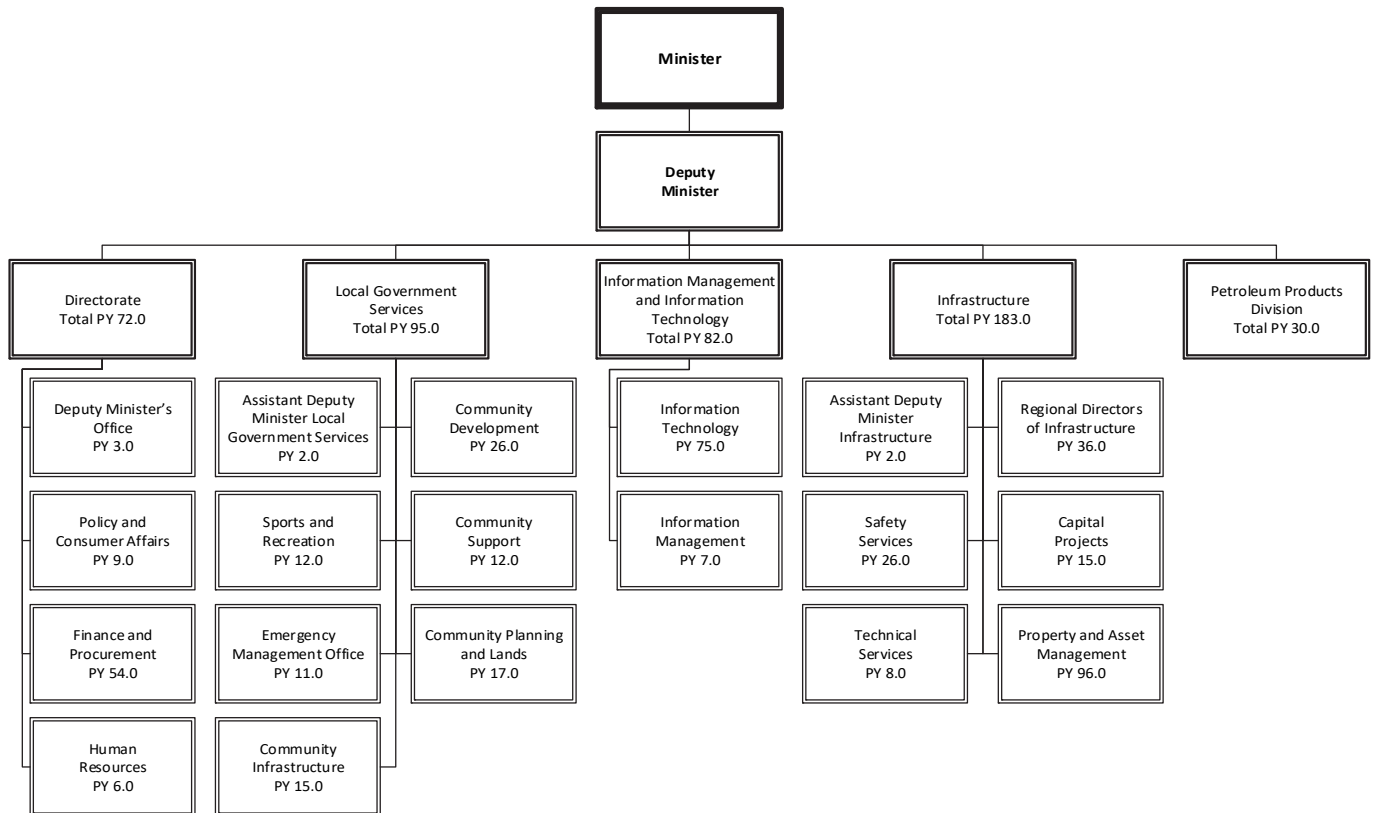 Minister
Deputy
Minister
Directorate
Total PY 72.0
Local Government
Services
Total PY 95.0
Information Management
and Information
Technology
Total PY 82.0
Infrastructure
Total PY 183.0
Petroleum Products
Division
Total PY 30.0
Deputy Minister’s
Office
PY 3.0
Policy and
Consumer Affairs
PY 9.0
Finance and
Procurement
PY 54.0
Human
Resources
PY 6.0
Assistant Deputy
Minister Local
Government Services
PY 2.0
Community
Development
PY 26.0
Sports and
Recreation
PY 12.0
Community
Support
PY 12.0
Emergency
Management Office
PY 11.0
Community Planning
and Lands
PY 17.0
Community
Infrastructure
PY 15.0
Information
Technology
PY 75.0
Information
Management
PY 7.0
Assistant Deputy
Minister
Infrastructure
PY 2.0
Regional Directors
of Infrastructure
PY 36.0
Safety
Services
PY 26.0
Capital
Projects
PY 15.0
Technical
Services
PY 8.0
Property and Asset
Management
PY 96.0